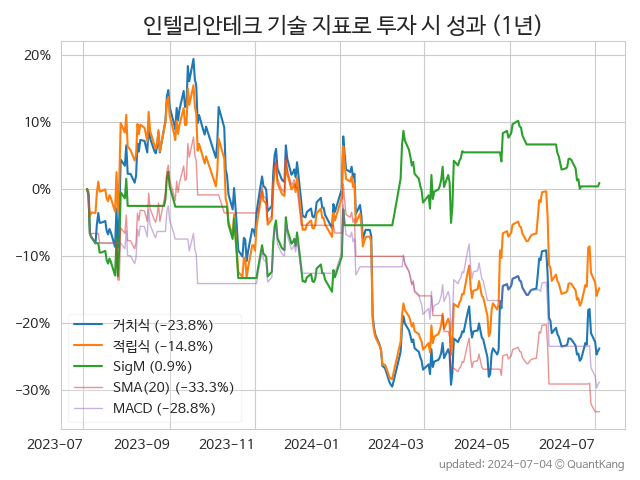 인텔리안테크 기술 지표로 투자 시 성과 (1년)
20%
10%
0%
−10%
−20%
−30%
거치식 (−23.8%)
적립식 (−14.8%)
SigM (0.9%)
SMA(20) (−33.3%)
MACD (−28.8%)
2023−07
2023−09
2023−11
2024−01
2024−03
2024−05
2024−07
updated: 2024-07-04 © QuantKang